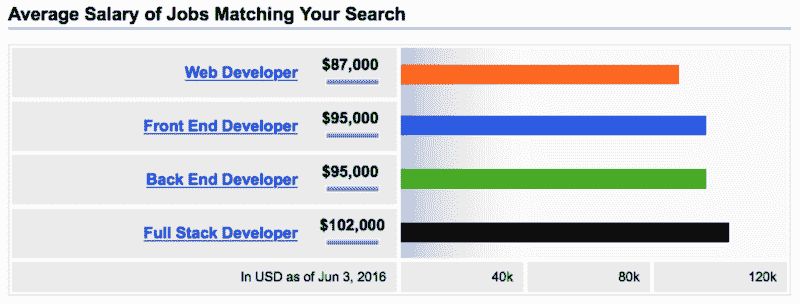 Average Salary of Jobs Matching Your Search
Web Developer $87,000
Front End Developer $95,000
Back End Developer $95,000
Full Stack Developer $102,000
In USD as of Jun 3, 2016 40k 80k 120k